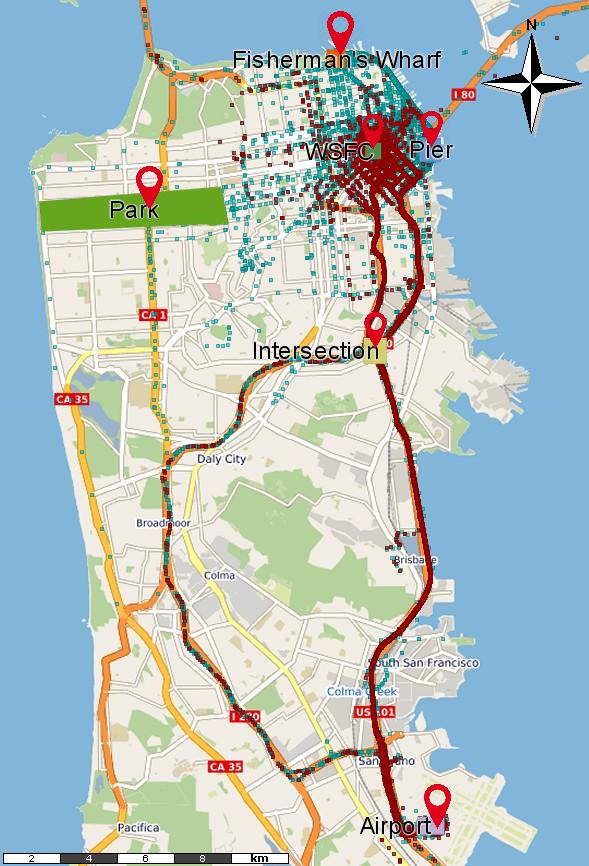 N
Fisherman's Wharf
I 80
WSFC
Pier
Park
CA 1
Intersection
CA 35
Daly City
Broadmoor
Brisbane
Colma
South San Francisco
Colma Creek
I 280
US 101
San Bruno
CA 35
Airport
Pacifica
2 4 6 8 km